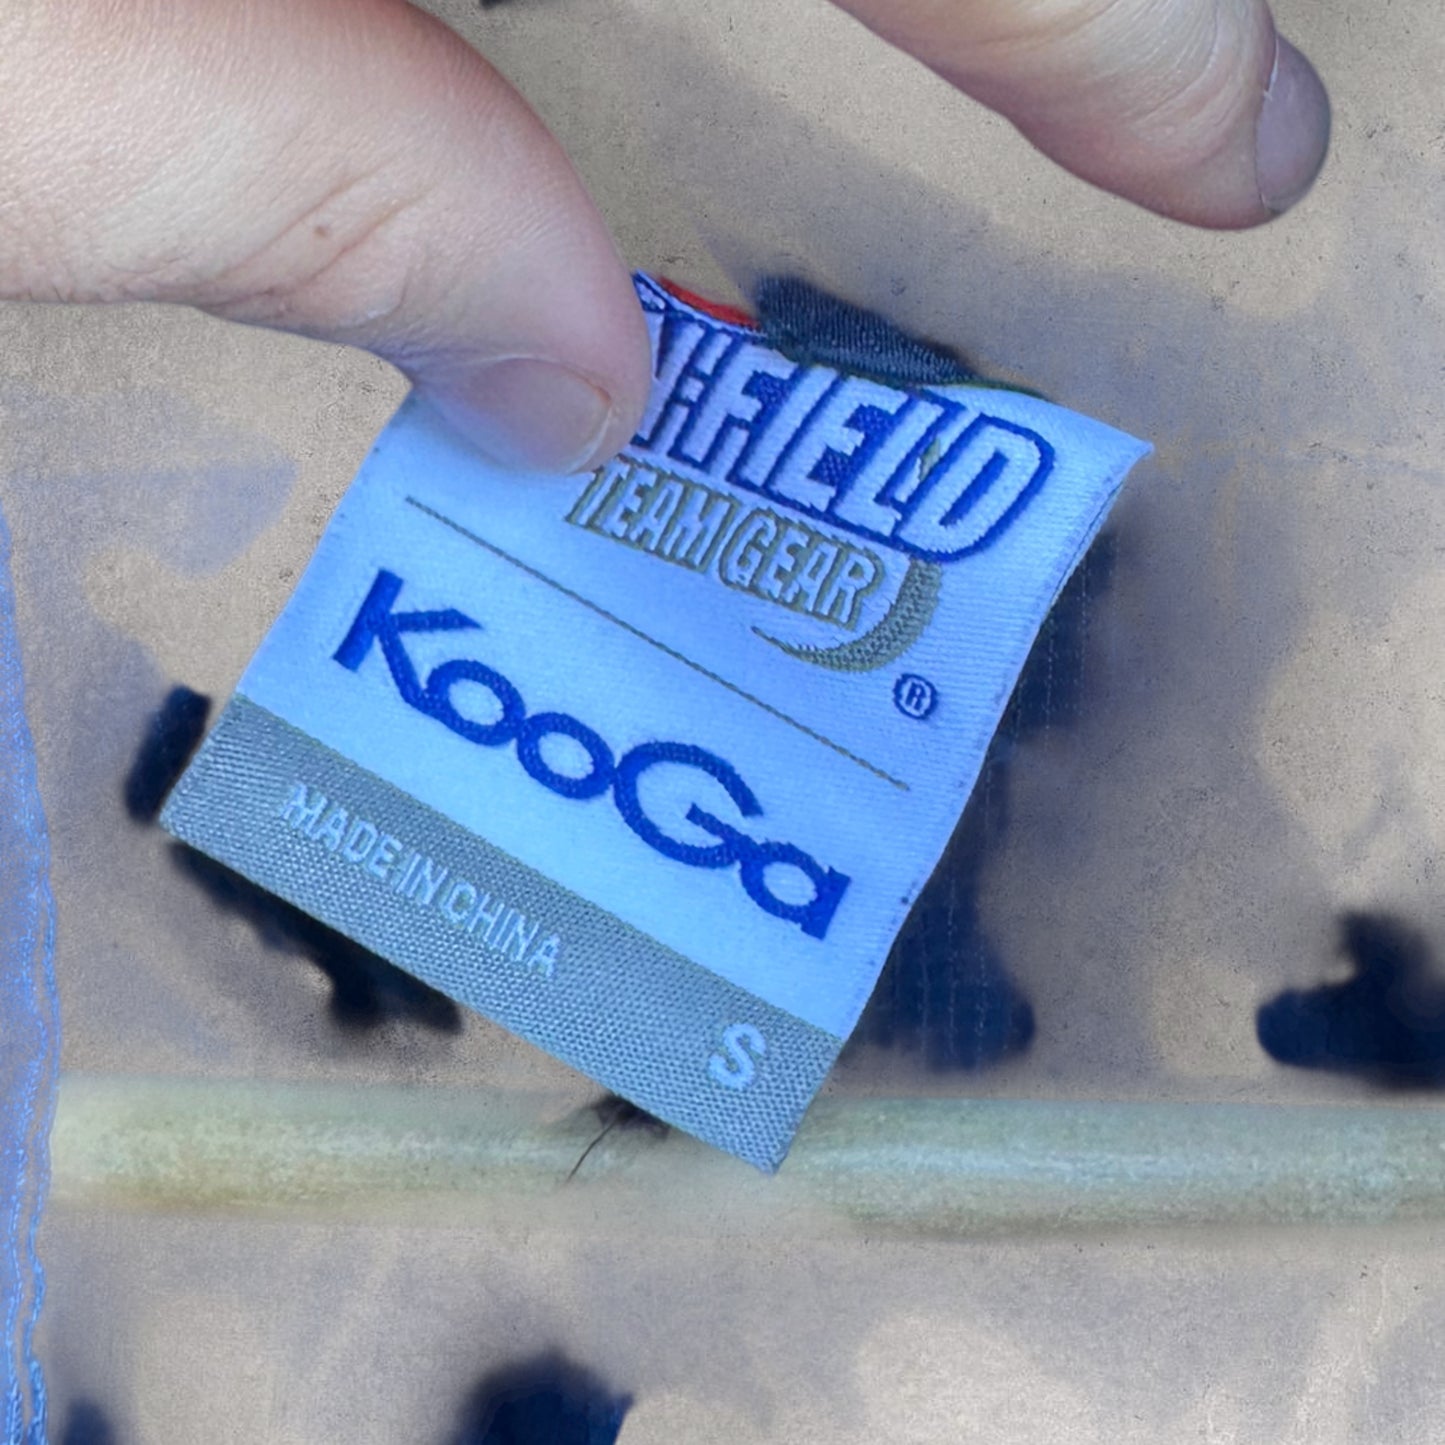 FIELD
TEAM GEAR
®
KooGa
MADE IN CHINA
S